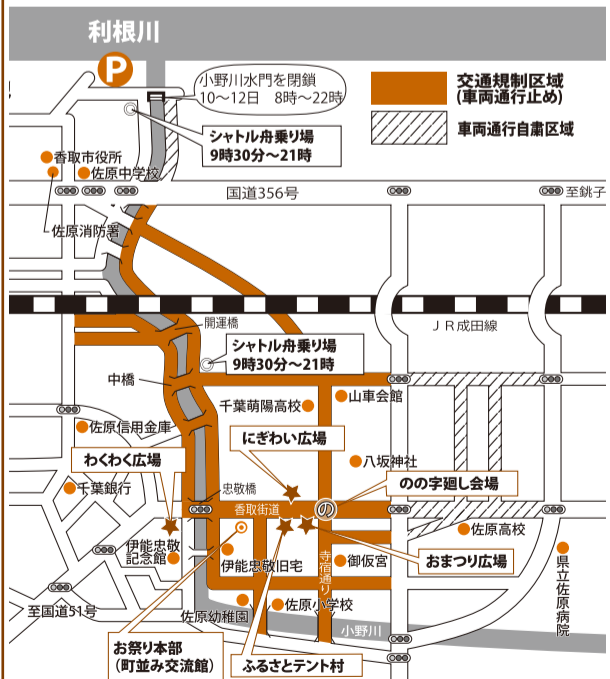 利根川
P
小野川水門を閉鎖
10〜12日 8時〜22時
交通規制区域
(車両通行止め)
車両通行自粛区域
シャトル舟乗り場
9時30分〜21時
香取市役所
佐原中学校
国道356号
至銚子
佐原消防署
開運橋
JR成田線
シャトル舟乗り場
9時30分〜21時
中橋
千葉萌陽高校
山車会館
佐原信用金庫
にぎわい広場
わくわく広場
八坂神社
のの字廻し会場
千葉銀行
忠敬橋
香取街道
の
佐原高校
伊能忠敬
記念館
伊能忠敬旧宅
寺宿通り
御仮宮
おまつり広場
県立佐原病院
至国道51号
佐原幼稚園
佐原小学校
小野川
お祭り本部
(町並み交流館)
ふるさとテント村